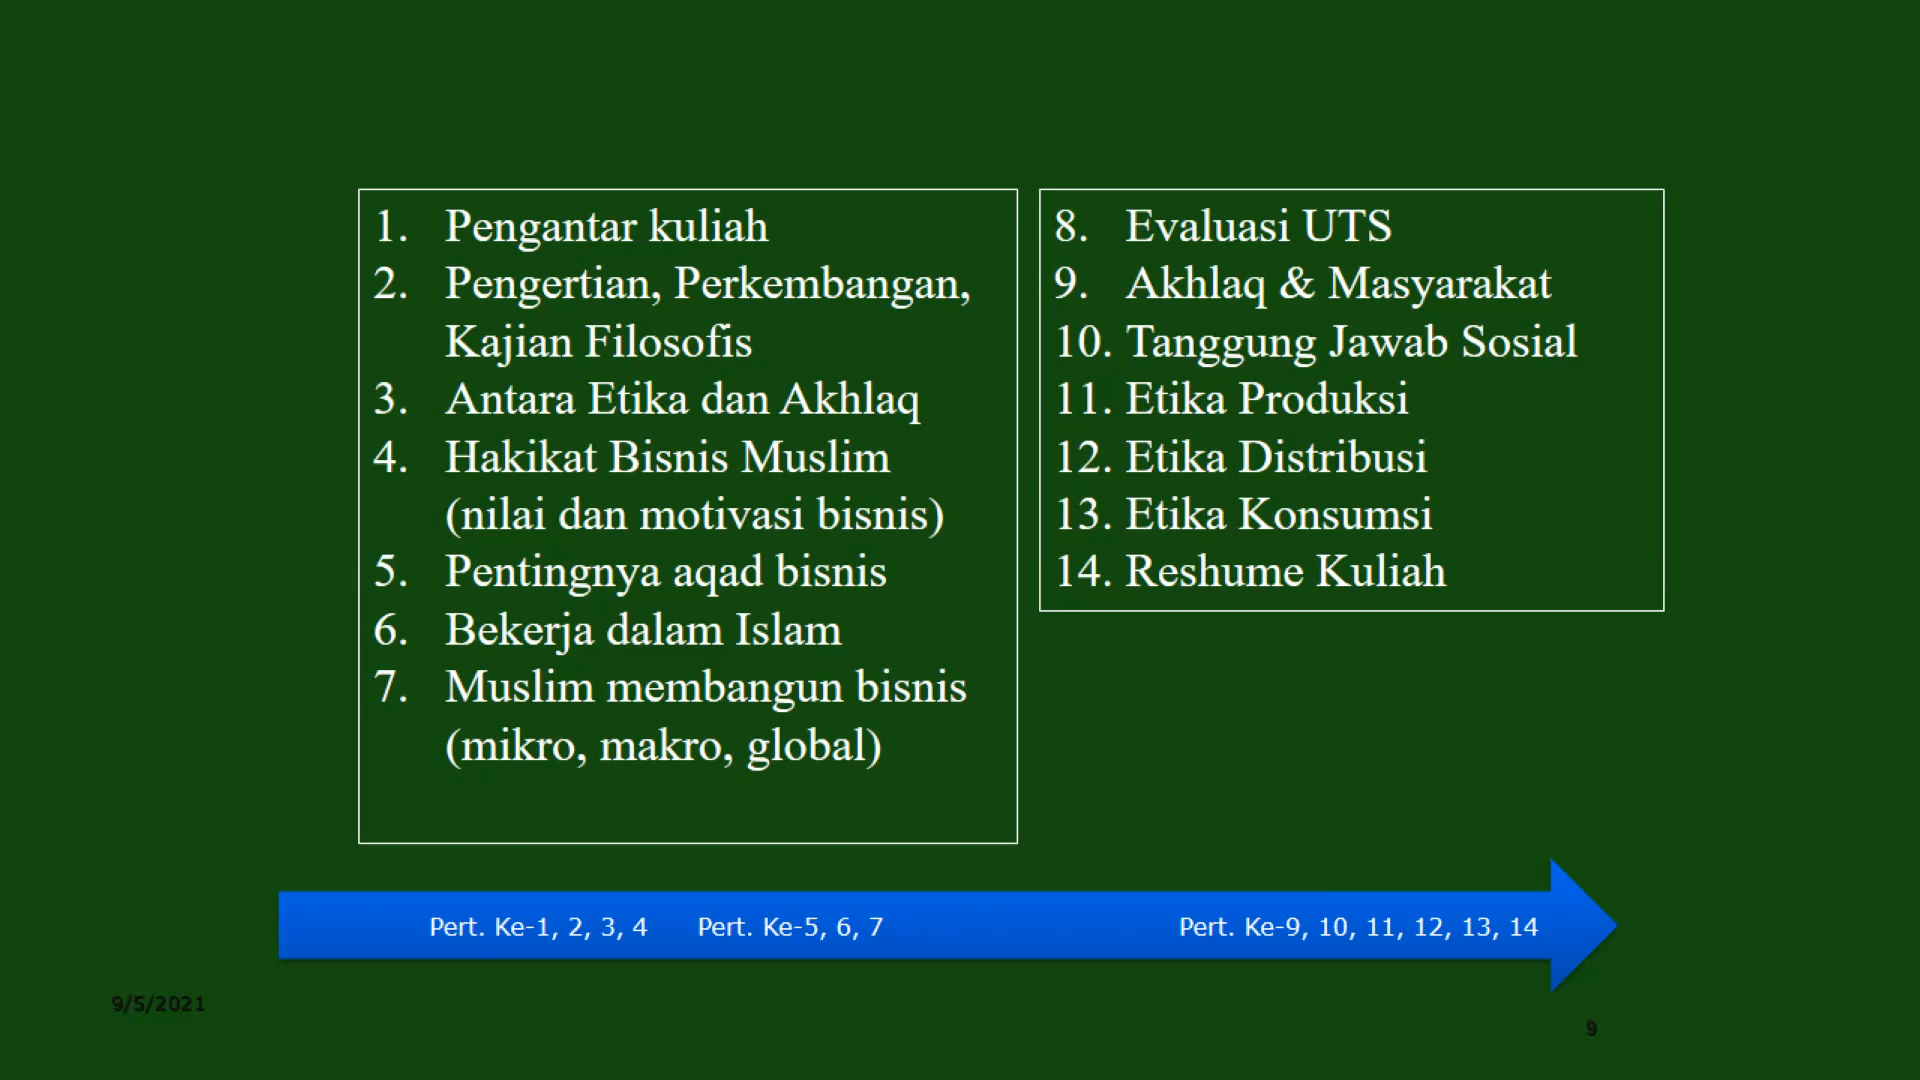 1. Pengantar kuliah
2. Pengertian, Perkembangan,
Kajian Filosofis
3. Antara Etika dan Akhlaq
4. Hakikat Bisnis Muslim
(nilai dan motivasi bisnis)
5. Pentingnya aqad bisnis
6. Bekerja dalam Islam
7. Muslim membangun bisnis
(mikro, makro, global)
8. Evaluasi UTS
9. Akhlaq & Masyarakat
10. Tanggung Jawab Sosial
11. Etika Produksi
12. Etika Distribusi
13. Etika Konsumsi
14. Reshume Kuliah
Pert. Ke-1, 2, 3, 4 Pert. Ke-5, 6, 7 Pert. Ke-9, 10, 11, 12, 13, 14
9/5/2021
9